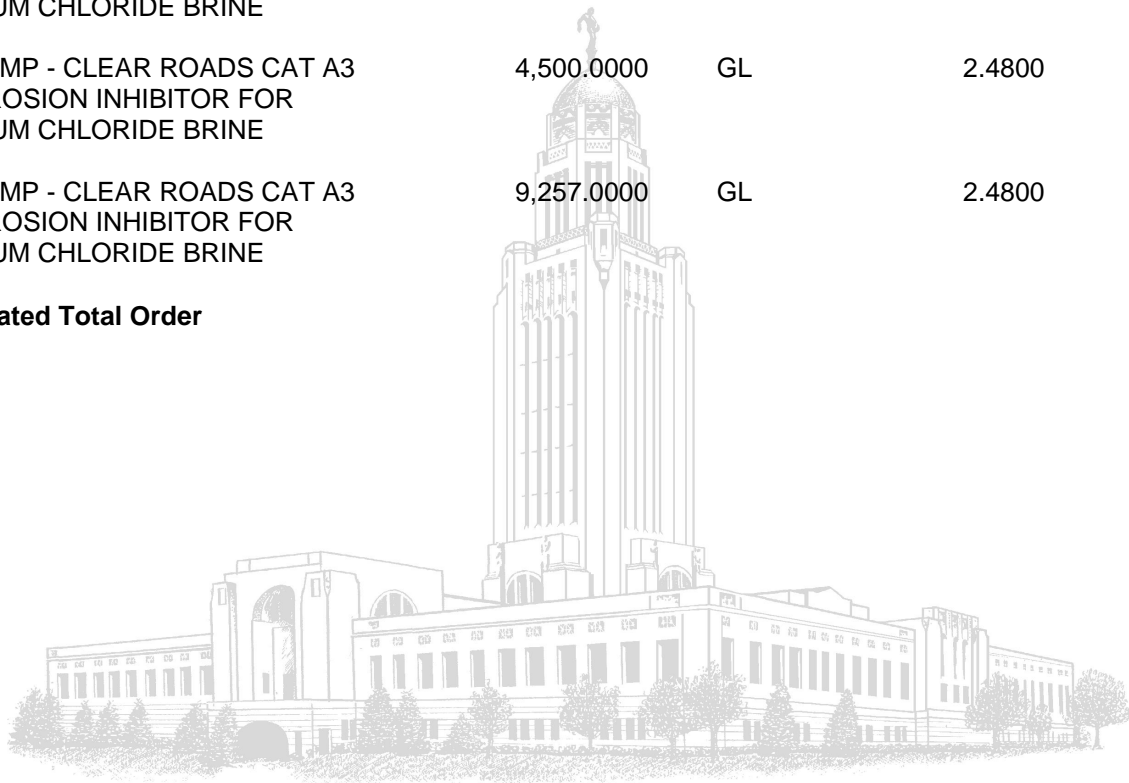 UM CHLORIDE BRINE
MP - CLEAR ROADS CAT A3 4,500.0000 GL 2.4800
ROSION INHIBITOR FOR
UM CHLORIDE BRINE
MP - CLEAR ROADS CAT A3 9,257.0000 GL 2.4800
ROSION INHIBITOR FOR
UM CHLORIDE BRINE
ated Total Order